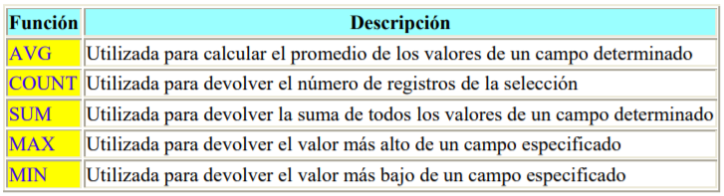 Función Descripción
AVG Utilizada para calcular el promedio de los valores de un campo determinado
COUNT Utilizada para devolver el número de registros de la selección
SUM Utilizada para devolver la suma de todos los valores de un campo determinado
MAX Utilizada para devolver el valor más alto de un campo especificado
MIN Utilizada para devolver el valor más bajo de un campo especificado